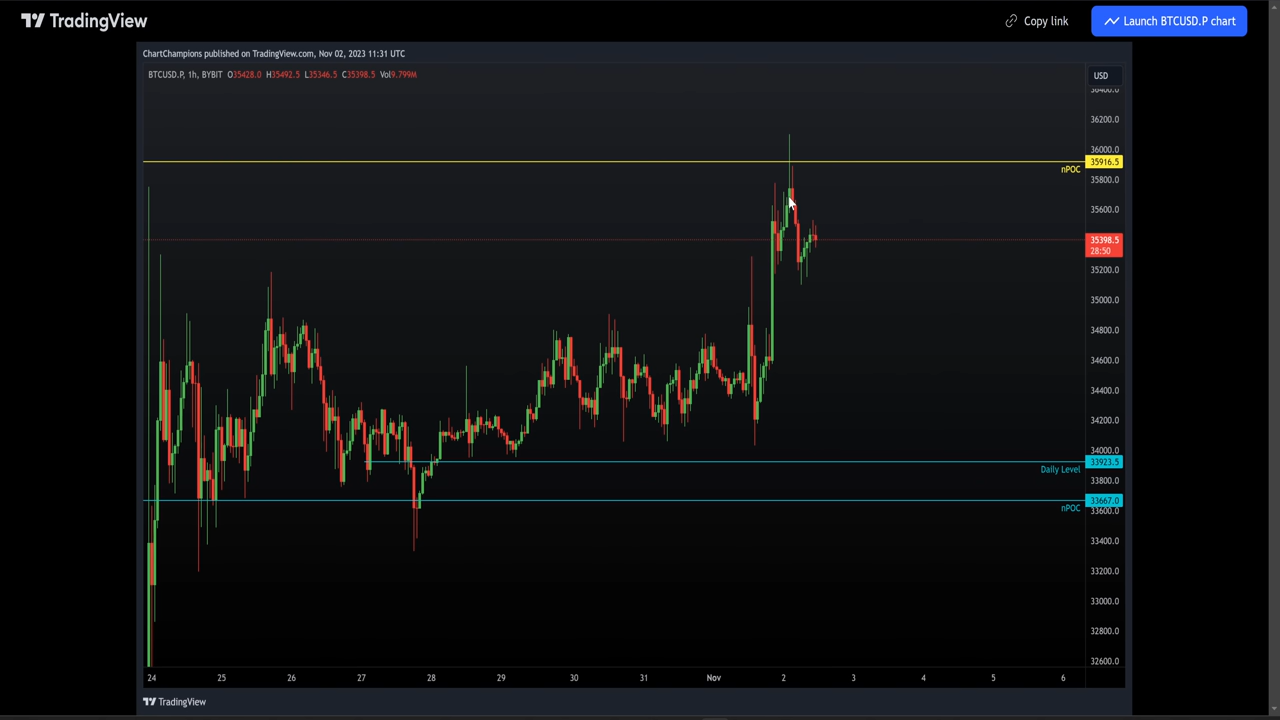 TradingView
Copy link
Launch BTCUSD.P chart
ChartChampions published on TradingView.com, Nov 02, 2023 11:31 UTC
BTCUSD.P, 1h, BYBIT O35428.0 H35492.5 L35346.5 C35398.5 Vol9.799M
USD
36400.0
36200.0
36000.0
35916.5
nPOC
35800.0
35600.0
35398.5
28:50
35200.0
35000.0
34800.0
34600.0
34400.0
34200.0
34000.0
33923.5
Daily Level
33800.0
33667.0
nPOC
33600.0
33400.0
33200.0
33000.0
32800.0
32600.0
24 25 26 27 28 29 30 31 Nov 2 3 4 5 6
TradingView